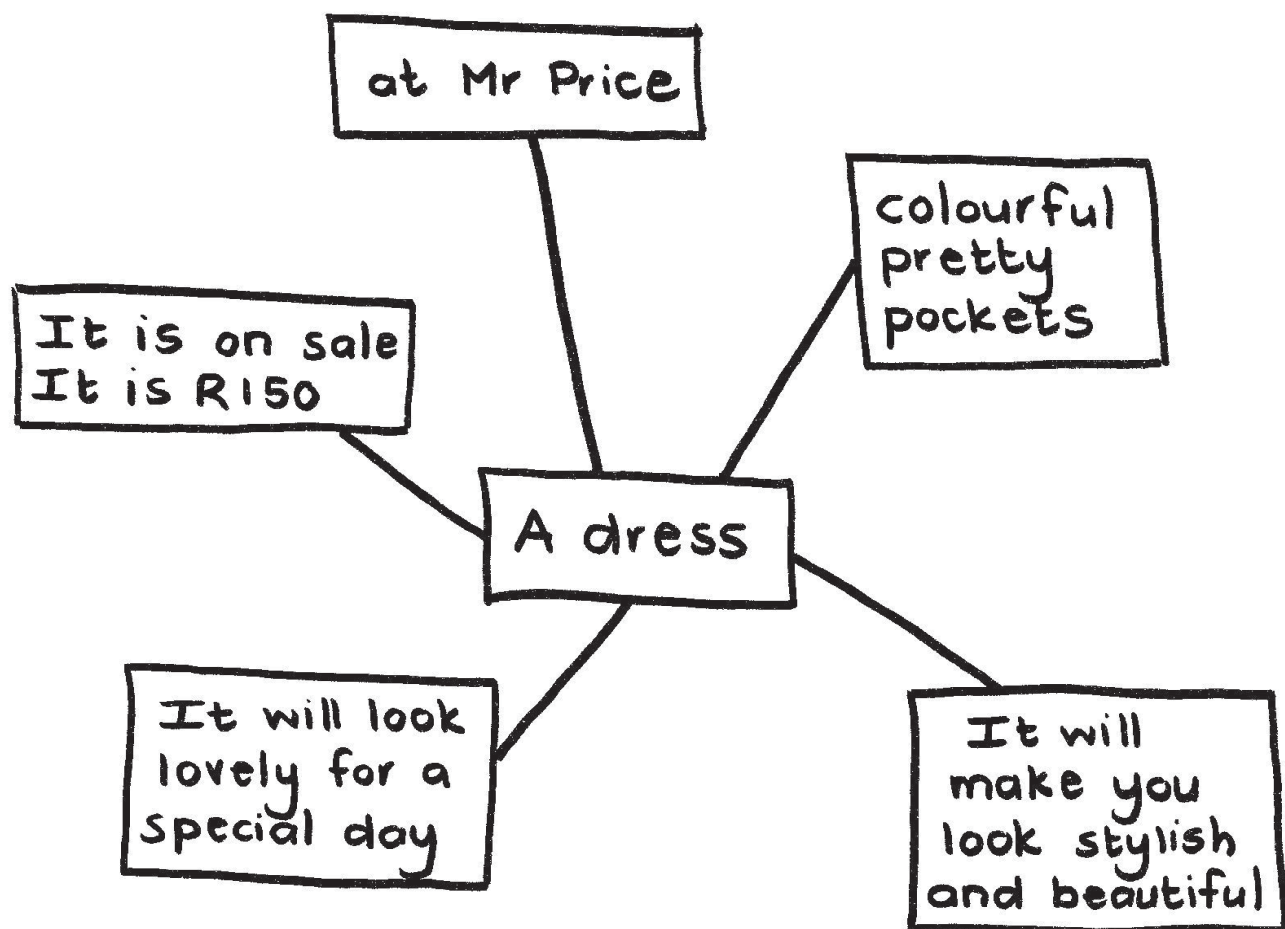 at Mr Price
colourful
pretty
pockets
It is on sale
It is R150
A dress
It will look
lovely for a
special day
It will
make you
look stylish
and beautiful